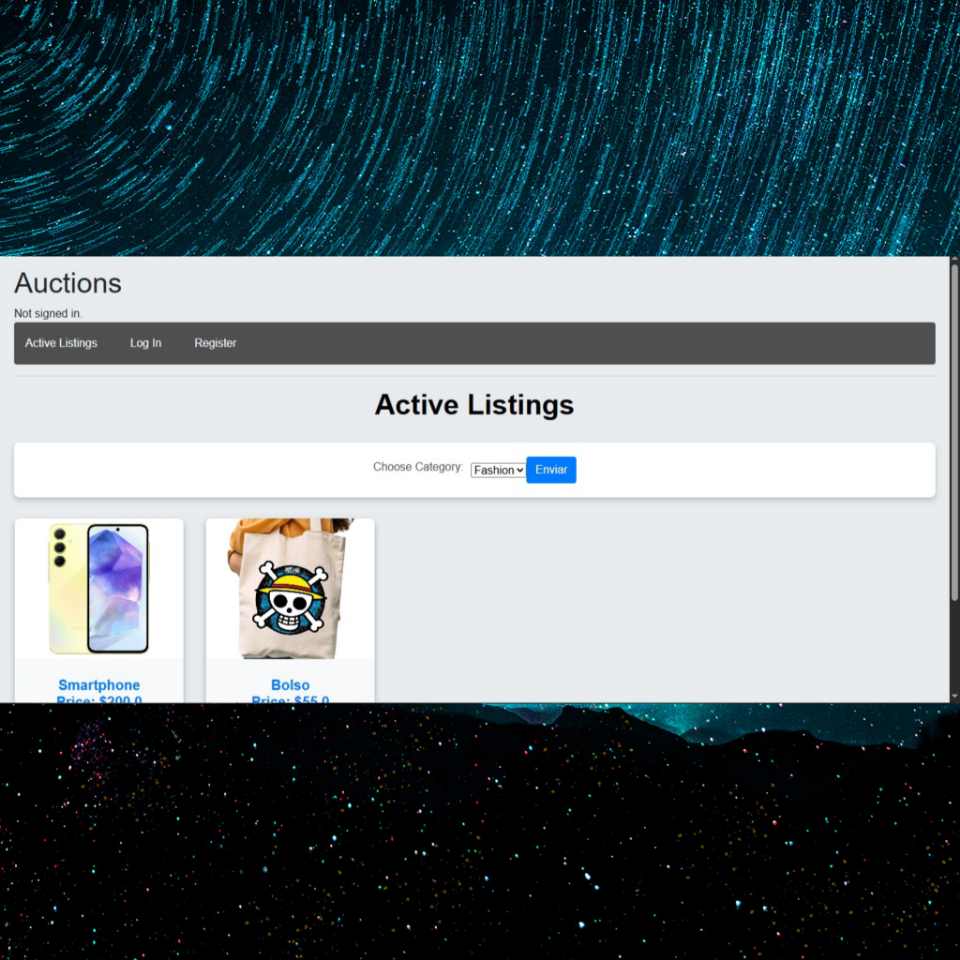 Auctions
Not signed in.
Active Listings Log In Register
Active Listings
Choose Category: Fashion Enviar
Smartphone Bolso
Price: $200.0 Price: $55.0